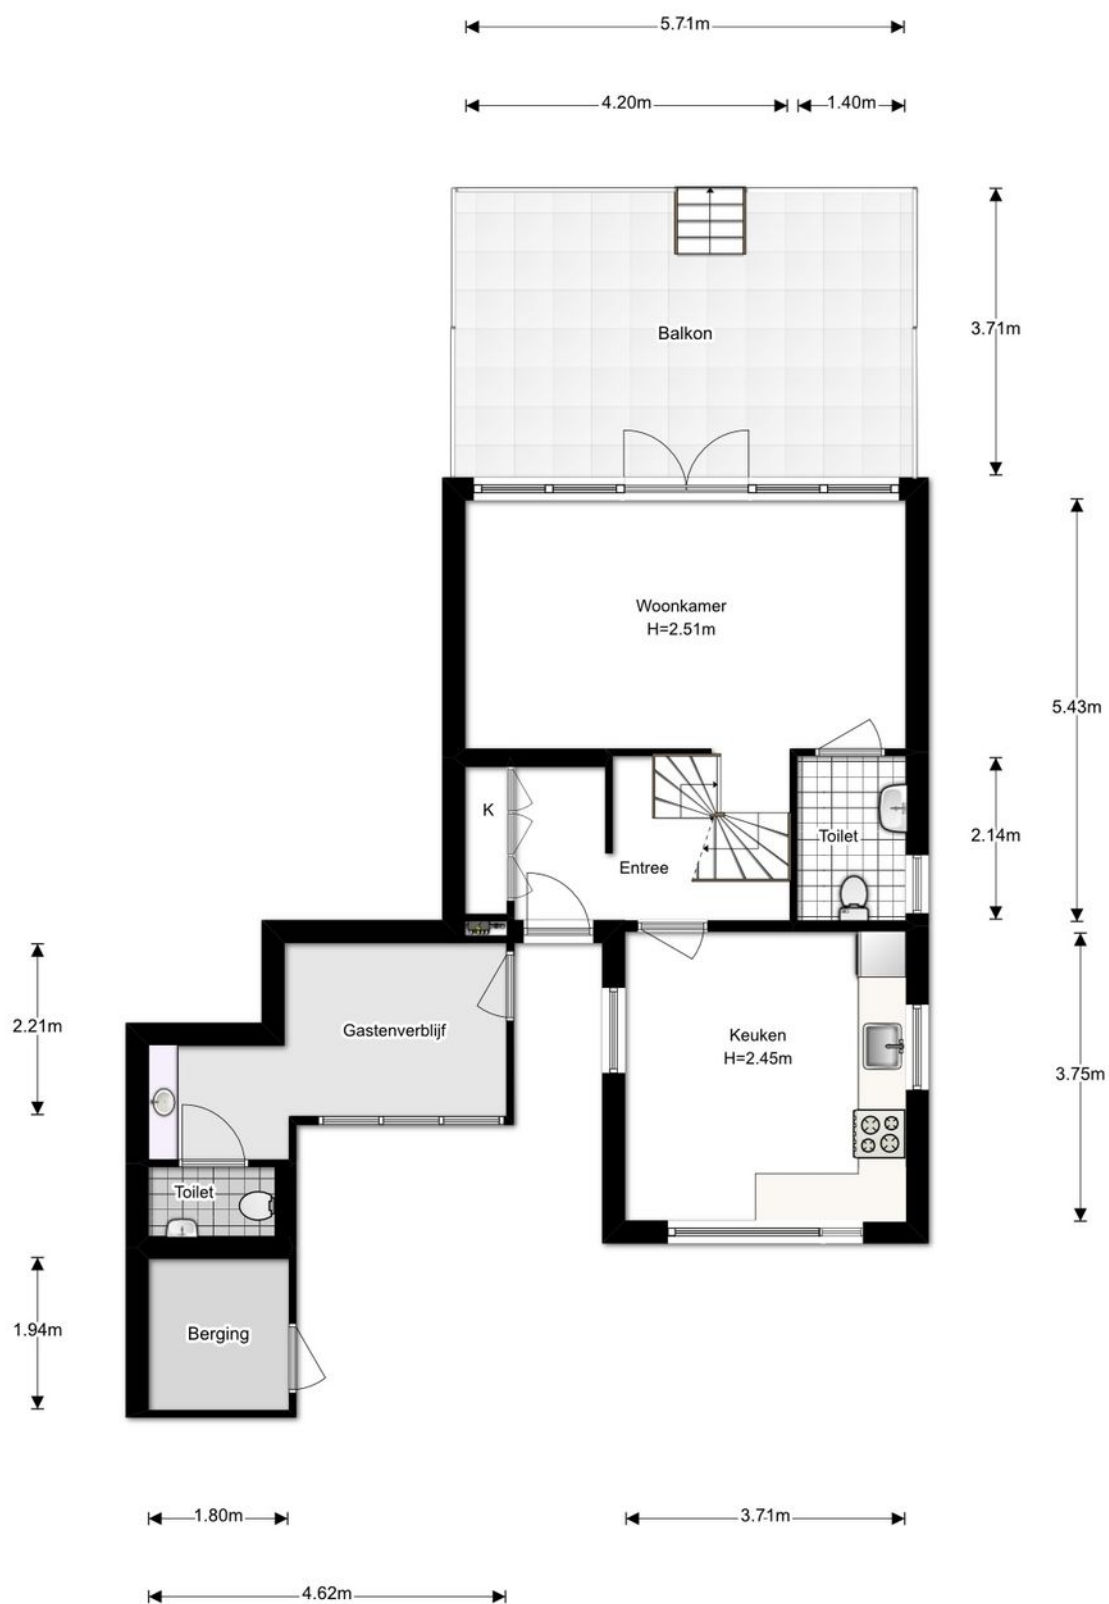 5.71m
4.20m
1.40m
3.71m
Balkon
Woonkamer
H=2.51m
5.43m
K
Toilet
2.14m
Entree
2.21m
Gastenverblijf
Keuken
H=2.45m
3.75m
Toilet
1.94m
Berging
1.80m
3.71m
4.62m